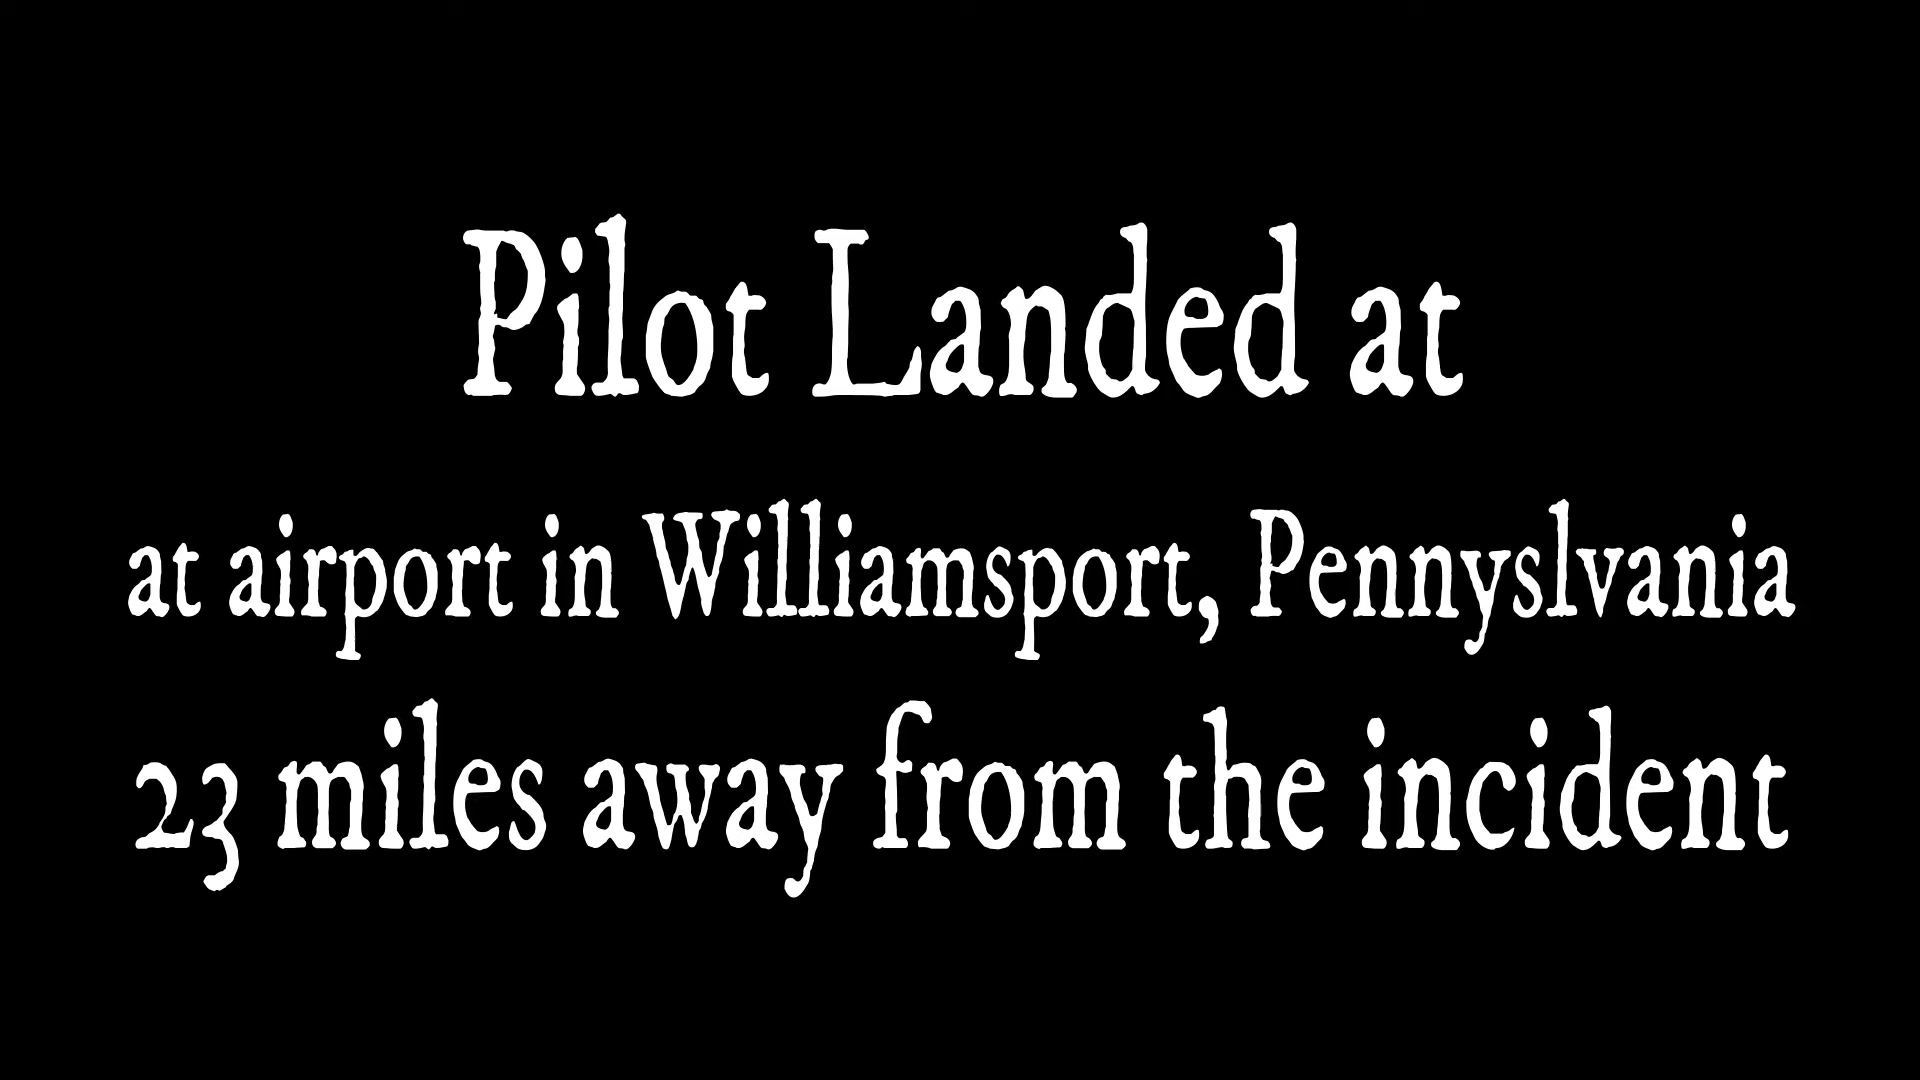 Pilot Landed at
at airport in Williamsport, Pennyslvania
23 miles away from the incident